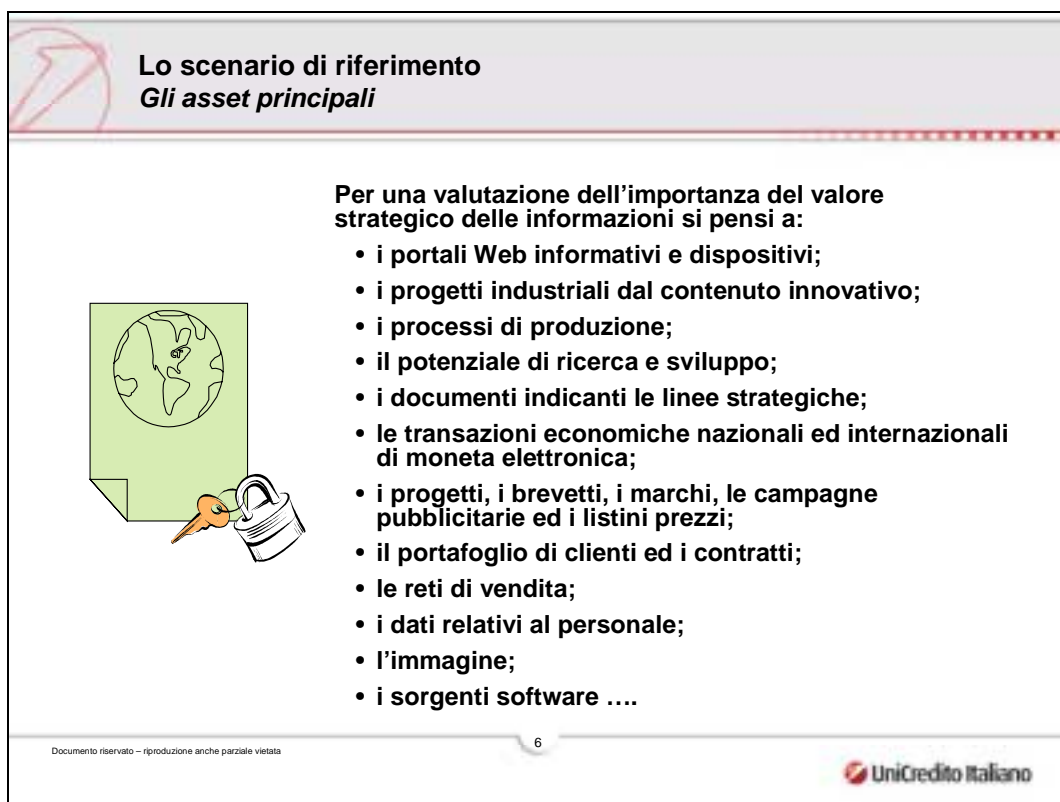 Lo scenario di riferimento
Gli asset principali
Per una valutazione dell’importanza del valore
strategico delle informazioni si pensi a:
• i portali Web informativi e dispositivi;
• i progetti industriali dal contenuto innovativo;
• i processi di produzione;
• il potenziale di ricerca e sviluppo;
• i documenti indicanti le linee strategiche;
• le transazioni economiche nazionali ed internazionali
di moneta elettronica;
• i progetti, i brevetti, i marchi, le campagne
pubblicitarie ed i listini prezzi;
• il portafoglio di clienti ed i contratti;
• le reti di vendita;
• i dati relativi al personale;
• l’immagine;
• i sorgenti software ….
Documento riservato – riproduzione anche parziale vietata
6
UniCredito Italiano